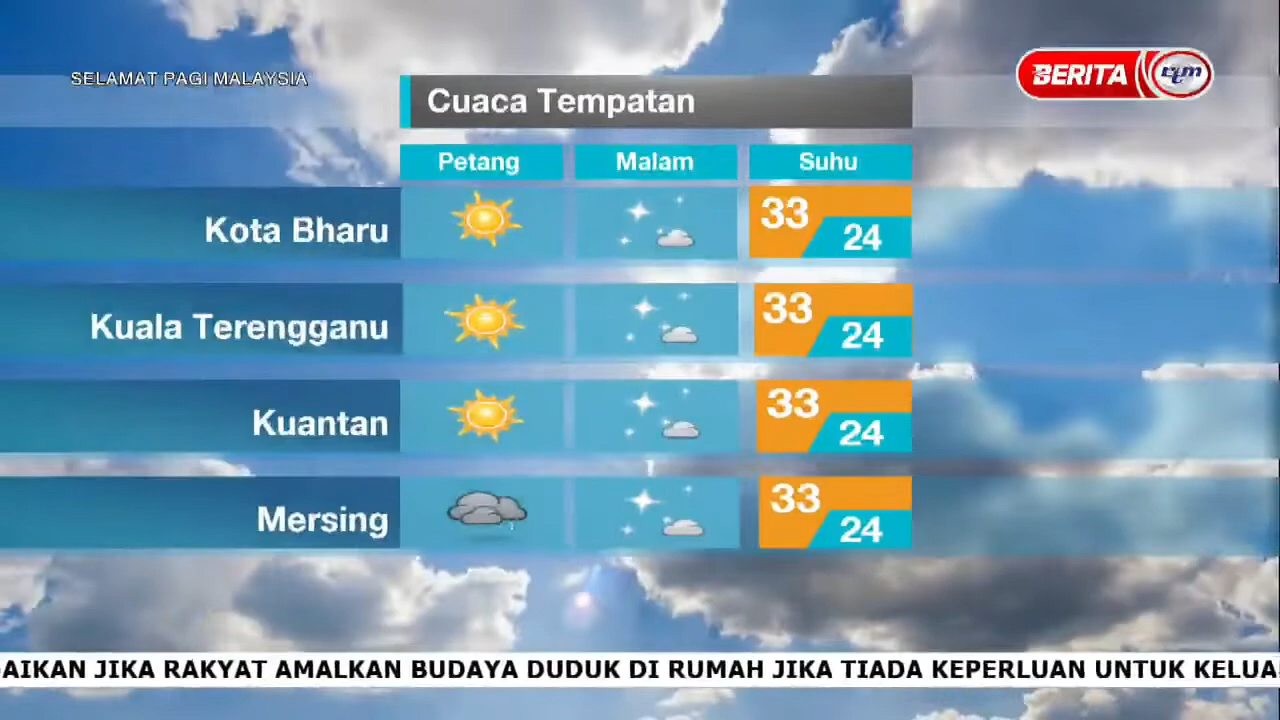 SELAMAT PAGI MALAYSIA
BERITA rtm
Cuaca Tempatan
Petang Malam Suhu
Kota Bharu 33 24
Kuala Terengganu 33 24
Kuantan 33 24
Mersing 33 24
AIKAN JIKA RAKYAT AMALKAN BUDAYA DUDUK DI RUMAH JIKA TIADA KEPERLUAN UNTUK KELUA